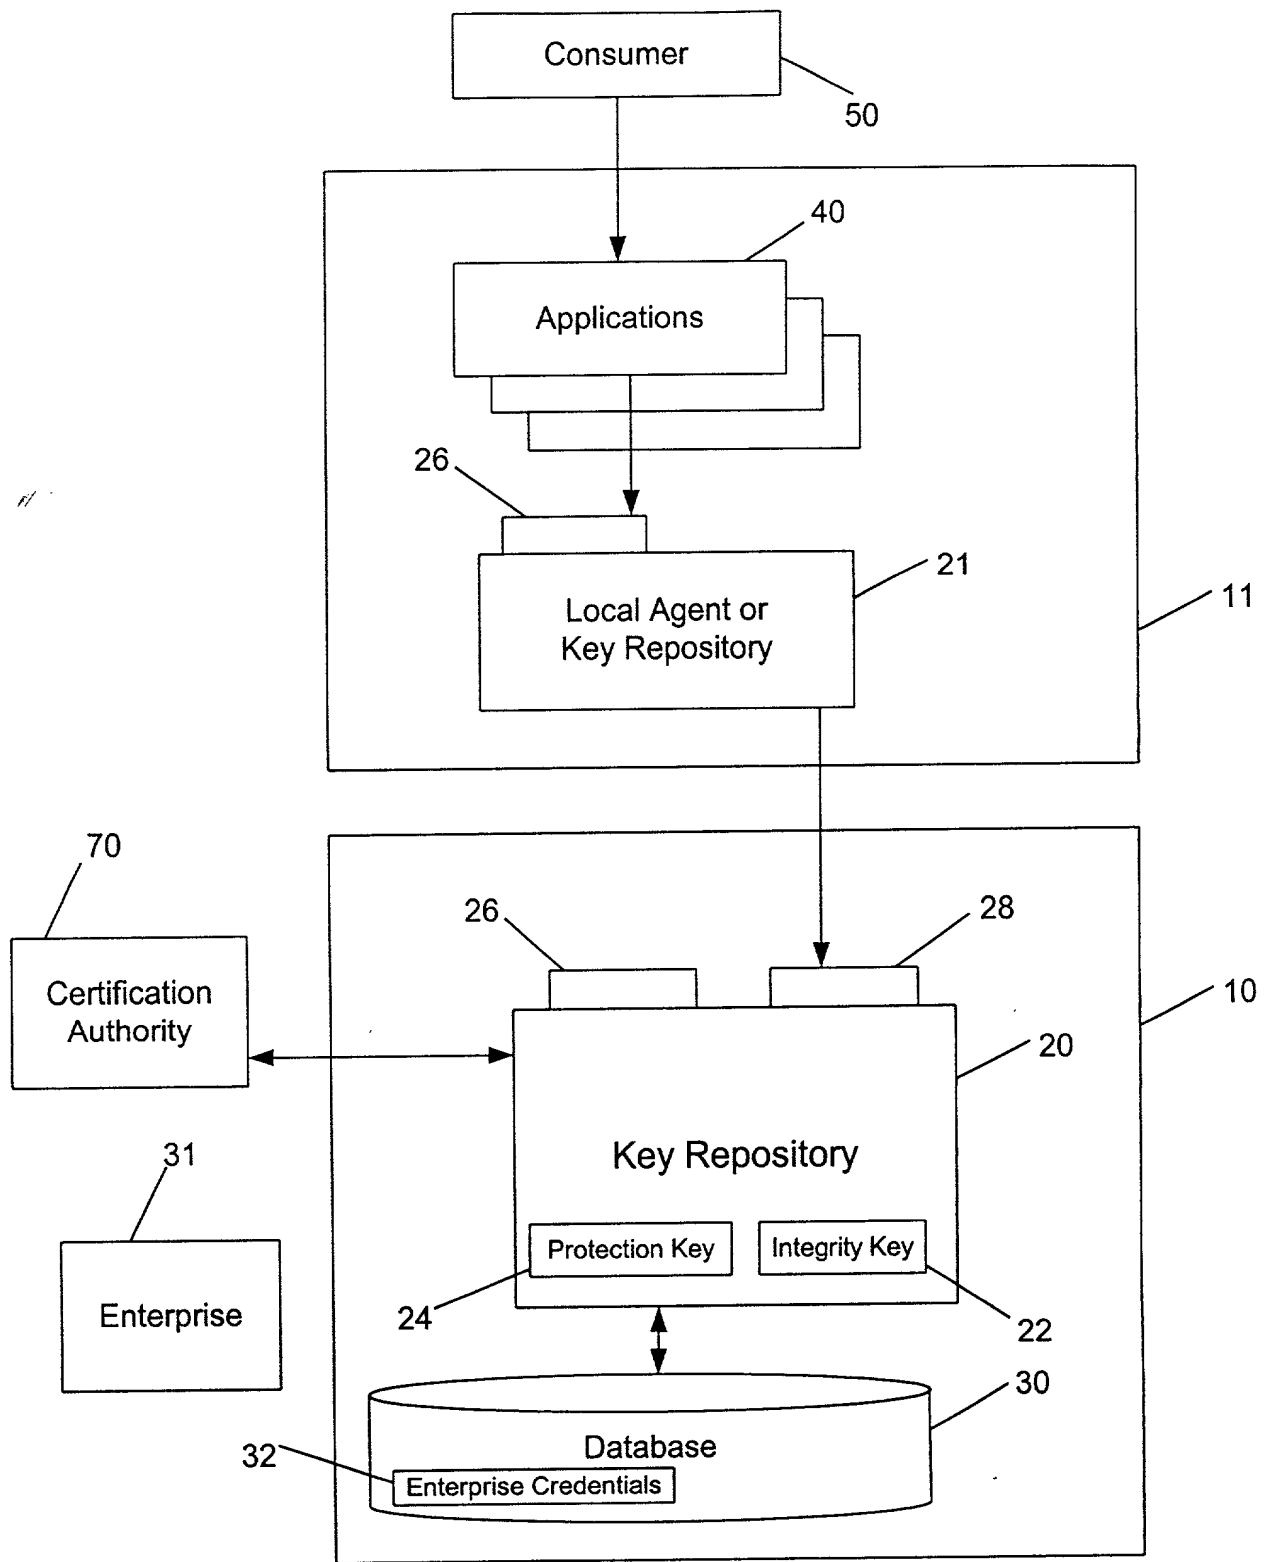 Consumer
50
40
Applications
26
21
Local Agent or
Key Repository
11
70
26
28
Certification
Authority
10
20
Key Repository
31
Protection Key
Integrity Key
Enterprise
24
22
30
Database
32
Enterprise Credentials